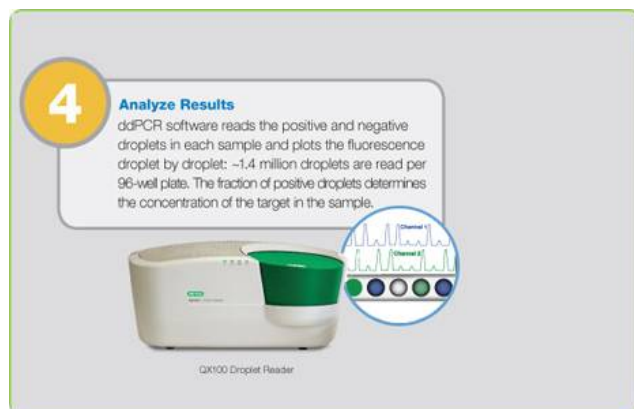 4
Analyze Results
ddPCR software reads the positive and negative
droplets in each sample and plots the fluorescence
droplet by droplet: ~1.4 million droplets are read per
96-well plate. The fraction of positive droplets determines
the concentration of the target in the sample.
Channel 1
Channel 2
QX100 Droplet Reader